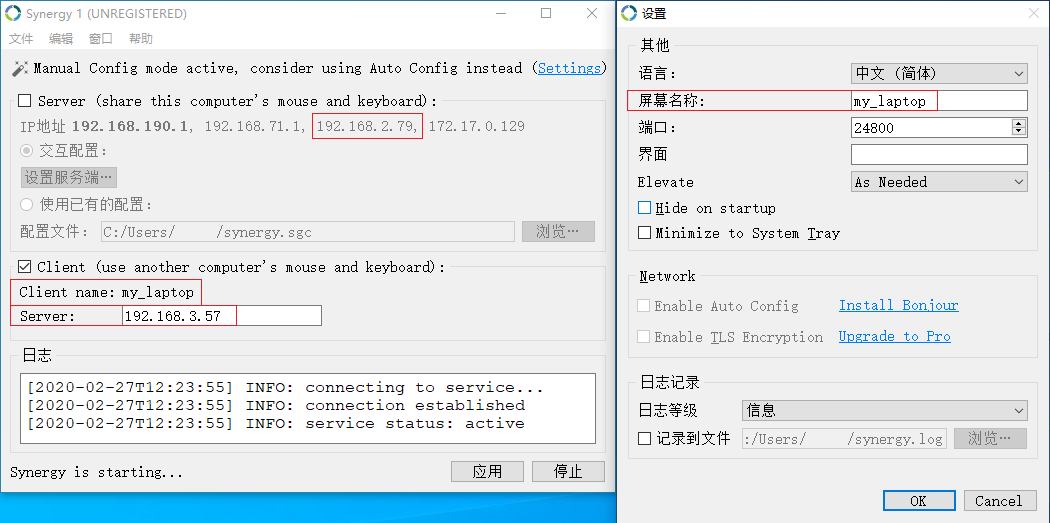 Synergy 1 (UNREGISTERED)
文件 编辑 窗口 帮助
Manual Config mode active, consider using Auto Config instead (Settings)
Server (share this computer's mouse and keyboard):
IP地址 192.168.190.1, 192.168.71.1, 192.168.2.79, 172.17.0.129
交互配置:
设置服务端…
使用已有的配置:
配置文件: C:/Users/ /synergy.sgc 浏览…
Client (use another computer's mouse and keyboard):
Client name: my_laptop
Server: 192.168.3.57
日志
[2020-02-27T12:23:55] INFO: connecting to service...
[2020-02-27T12:23:55] INFO: connection established
[2020-02-27T12:23:55] INFO: service status: active
Synergy is starting... 应用 停止
设置
其他
语言: 中文 (简体)
屏幕名称: my_laptop
端口: 24800
界面
Elevate As Needed
Hide on startup
Minimize to System Tray
Network
Enable Auto Config Install Bonjour
Enable TLS Encryption Upgrade to Pro
日志记录
日志等级 信息
记录到文件 :/Users/ /synergy.log 浏览…
OK Cancel